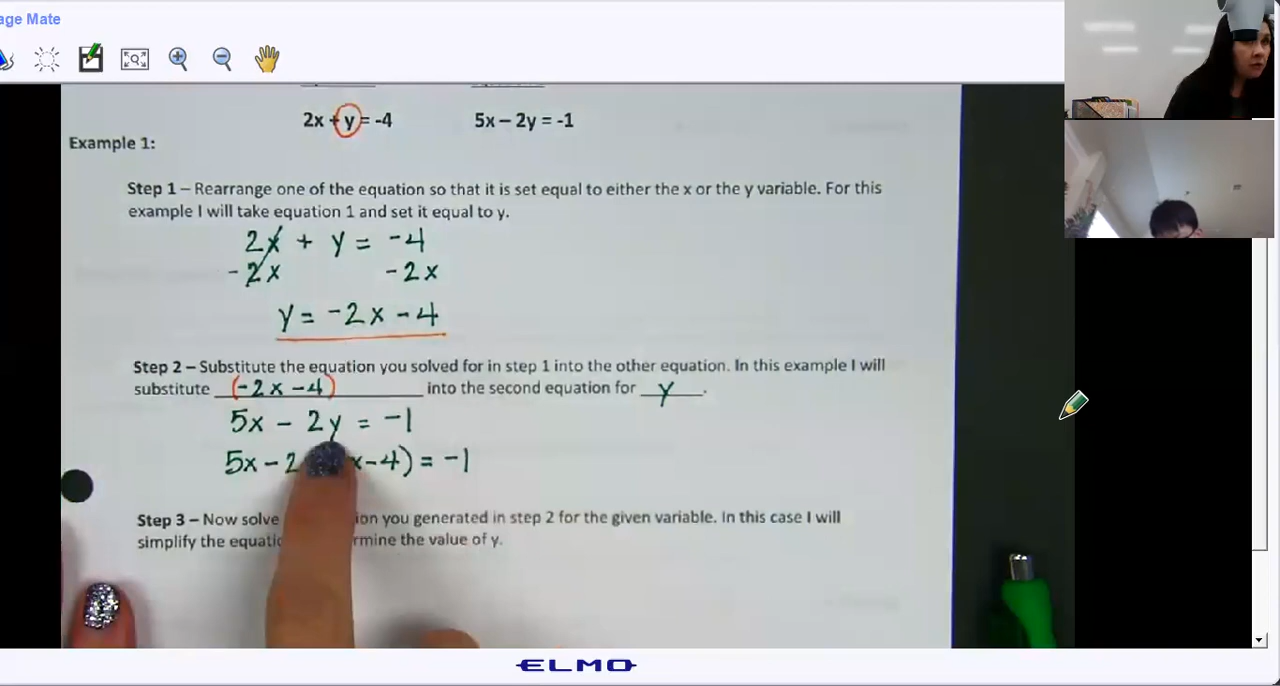 age Mate
2x + y = -4 5x – 2y = -1
Example 1:
Step 1 – Rearrange one of the equation so that it is set equal to either the x or the y variable. For this
example I will take equation 1 and set it equal to y.
2x + y = -4
-2x -2x
y = -2x - 4
Step 2 – Substitute the equation you solved for in step 1 into the other equation. In this example I will
substitute (-2x -4) into the second equation for y.
5x - 2y = -1
5x - 2 x-4) = -1
Step 3 – Now solve ion you generated in step 2 for the given variable. In this case I will
simplify the equatio rmine the value of y.
ELMO